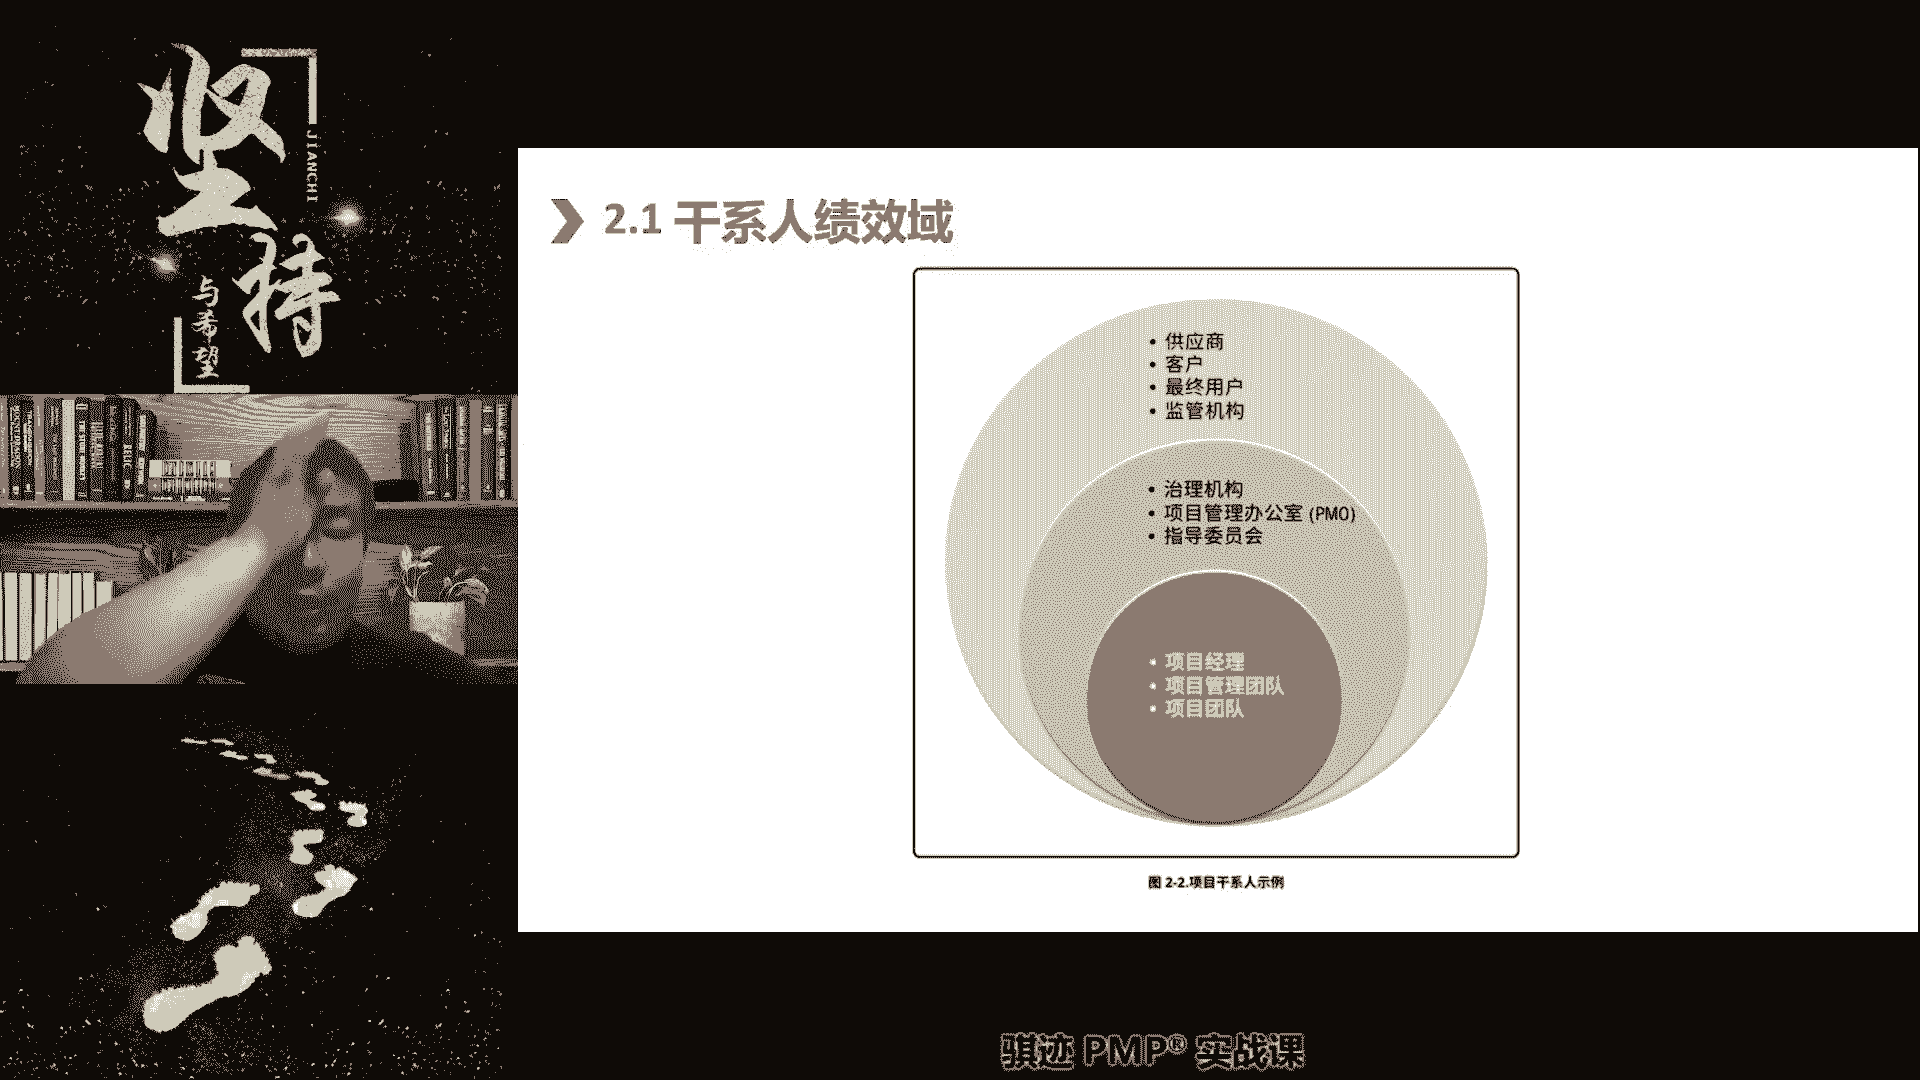 坚持
JIANCHI
与希望
2.1 干系人绩效域
• 供应商
• 客户
• 最终用户
• 监管机构
• 治理机构
• 项目管理办公室 (PMO)
• 指导委员会
• 项目经理
• 项目管理团队
• 项目团队
图 2-2.项目干系人示例
骐迹 PMP® 实战课